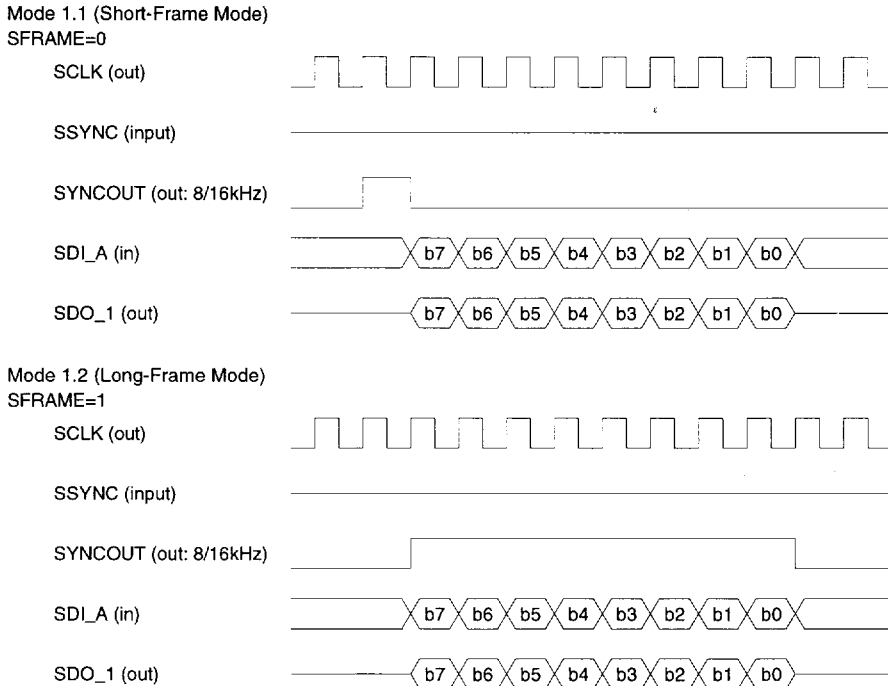 Mode 1.1 (Short-Frame Mode)
SFRAME=0
SCLK (out)
SSYNC (input)
SYNCOUT (out: 8/16kHz)
SDI_A (in)
b7 b6 b5 b4 b3 b2 b1 b0
SDO_1 (out)
b7 b6 b5 b4 b3 b2 b1 b0
Mode 1.2 (Long-Frame Mode)
SFRAME=1
SCLK (out)
SSYNC (input)
SYNCOUT (out: 8/16kHz)
SDI_A (in)
b7 b6 b5 b4 b3 b2 b1 b0
SDO_1 (out)
b7 b6 b5 b4 b3 b2 b1 b0